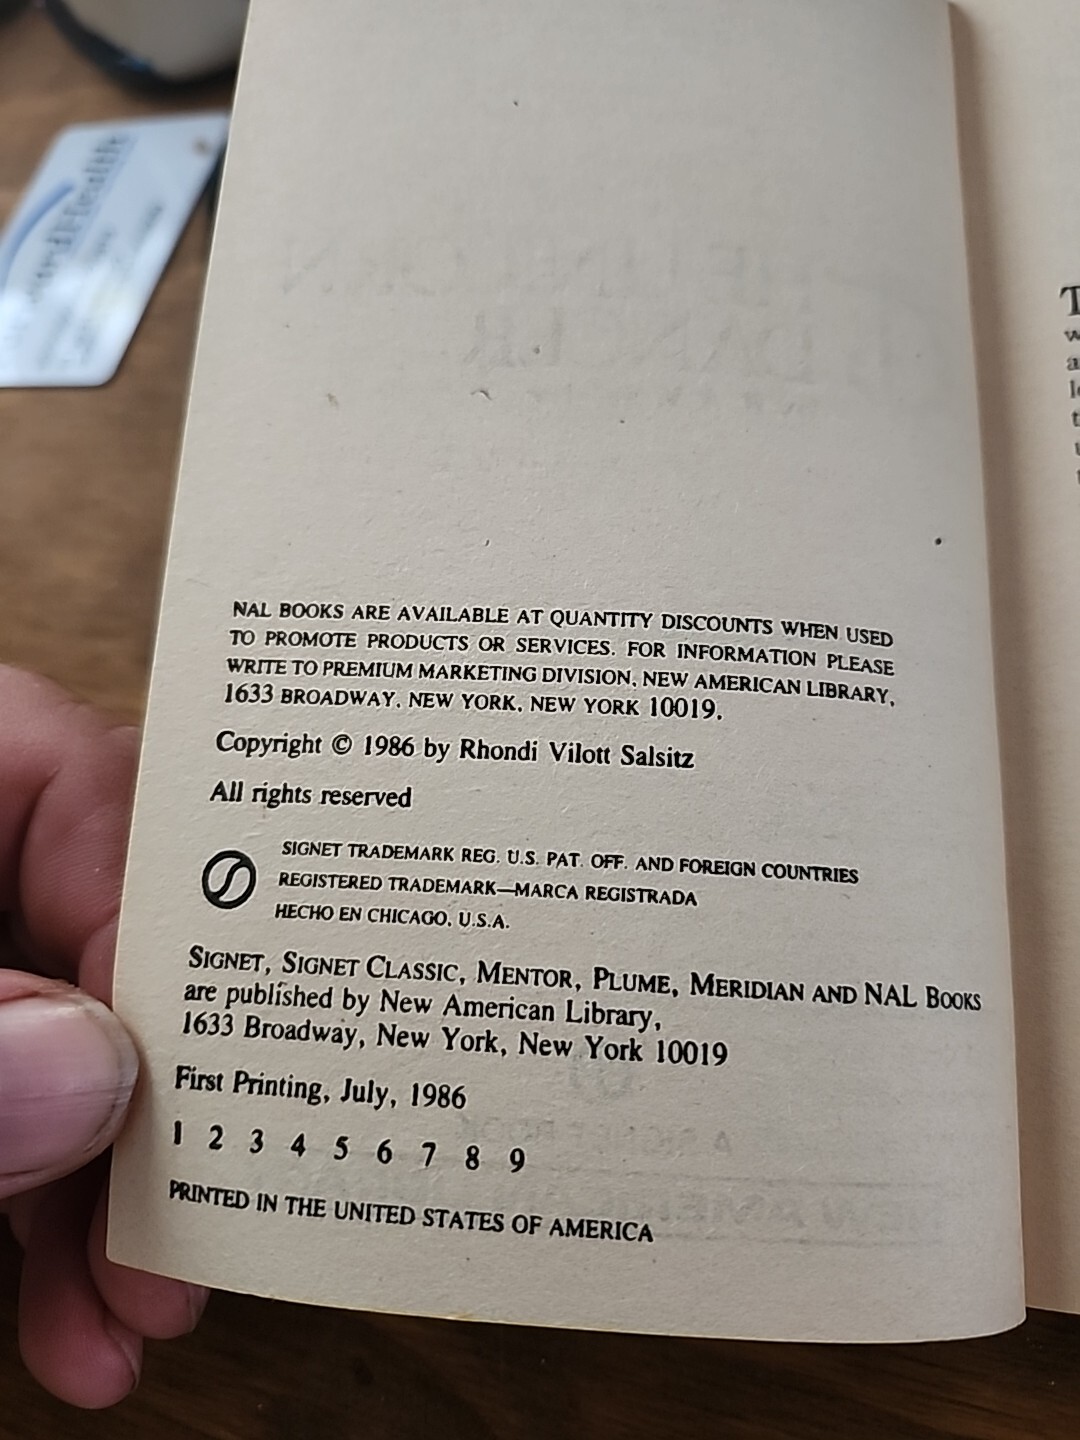 NAL BOOKS ARE AVAILABLE AT QUANTITY DISCOUNTS WHEN USED
TO PROMOTE PRODUCTS OR SERVICES. FOR INFORMATION PLEASE
WRITE TO PREMIUM MARKETING DIVISION, NEW AMERICAN LIBRARY,
1633 BROADWAY, NEW YORK, NEW YORK 10019.
Copyright © 1986 by Rhondi Vilott Salsitz
All rights reserved
SIGNET TRADEMARK REG. U.S. PAT. OFF. AND FOREIGN COUNTRIES
REGISTERED TRADEMARK—MARCA REGISTRADA
HECHO EN CHICAGO, U.S.A.
SIGNET, SIGNET CLASSIC, MENTOR, PLUME, MERIDIAN AND NAL BOOKS
are published by New American Library,
1633 Broadway, New York, New York 10019
First Printing, July, 1986
1 2 3 4 5 6 7 8 9
PRINTED IN THE UNITED STATES OF AMERICA